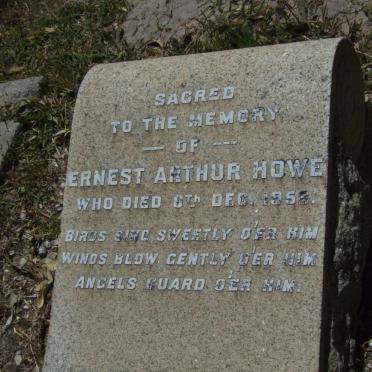 SACRED
TO THE MEMORY
— OF —
ERNEST ARTHUR HOWE
WHO DIED 6TH DEC. 1958.
BIRDS SING SWEETLY O'ER HIM
WINDS BLOW GENTLY O'ER HIM
ANGELS GUARD O'ER HIM.